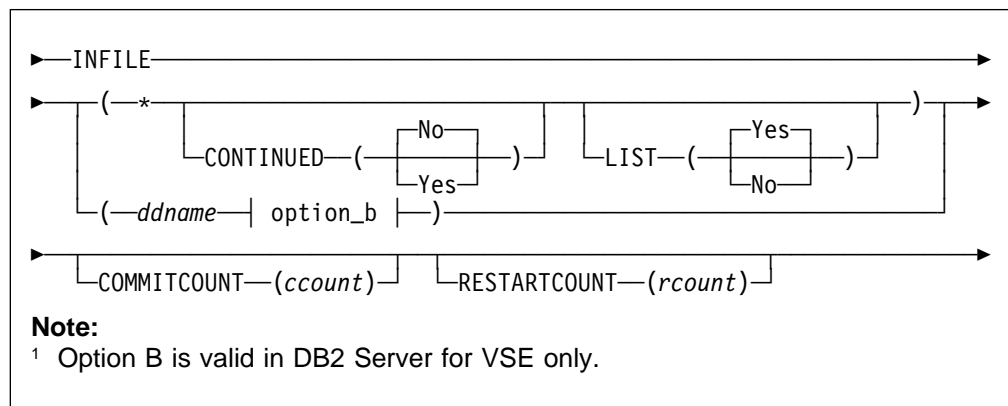 INFILE
( * )
No Yes
CONTINUED ( ) LIST ( )
Yes No
( ddname option_b )
COMMITCOUNT (ccount) RESTARTCOUNT (rcount)
Note:
1 Option B is valid in DB2 Server for VSE only.